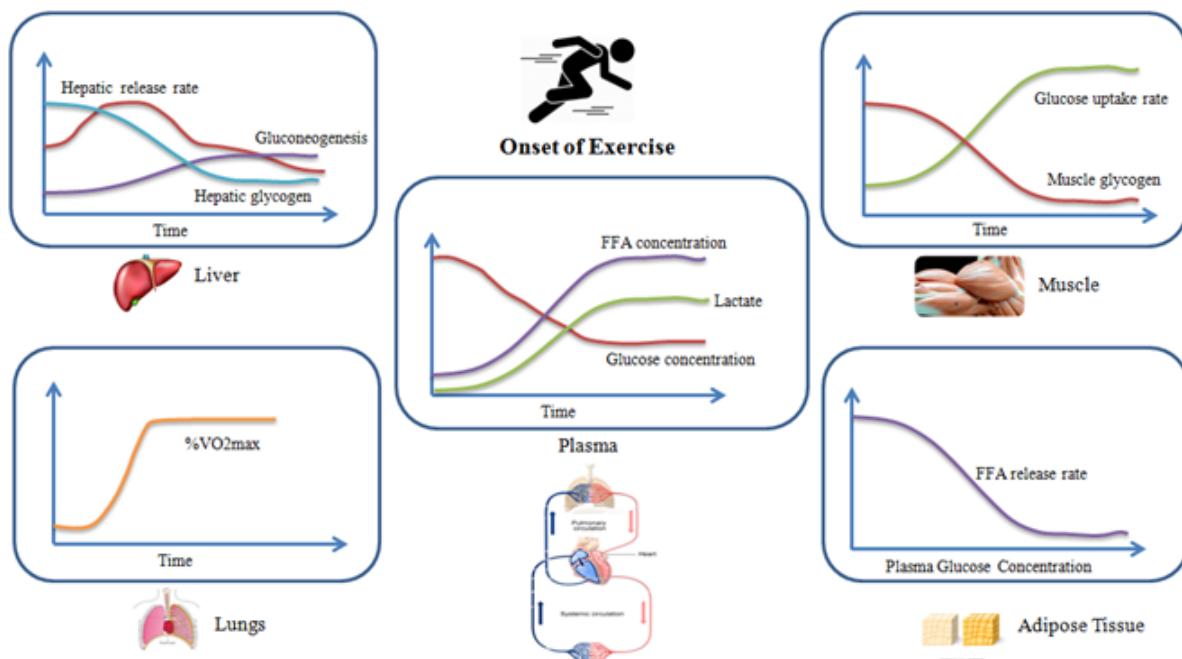 Hepatic release rate
Gluconeogenesis
Hepatic glycogen
Time
Liver
Onset of Exercise
Glucose uptake rate
Muscle glycogen
Time
Muscle
FFA concentration
Lactate
Glucose concentration
Time
Plasma
%VO2max
Time
Lungs
Pulmonary
circulation
Heart
Systemic circulation
FFA release rate
Plasma Glucose Concentration
Adipose Tissue